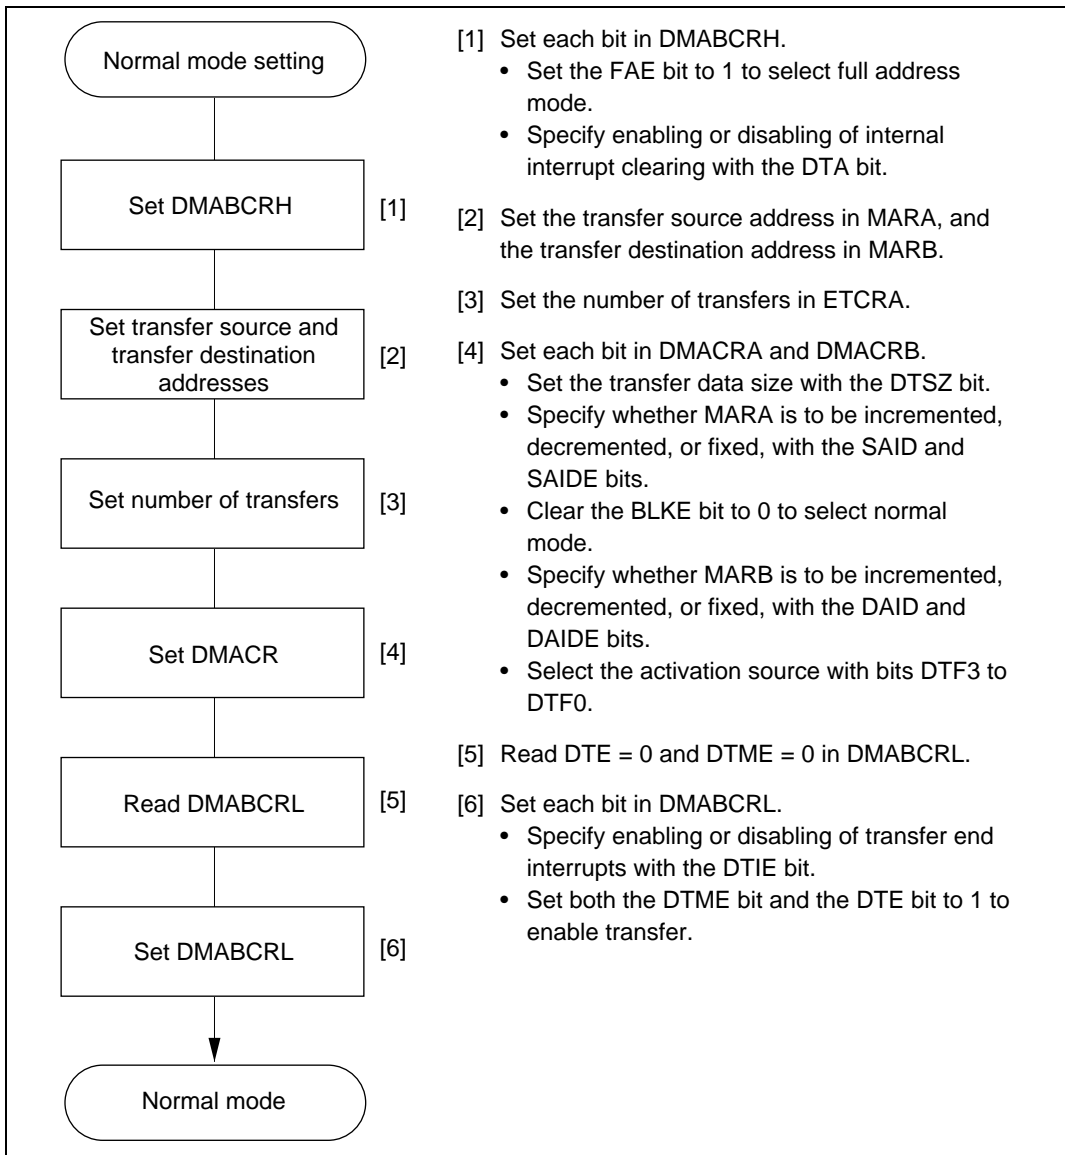 Normal mode setting
Set DMABCRH [1]
Set transfer source and
transfer destination
addresses
[2]
Set number of transfers [3]
Set DMACR [4]
Read DMABCRL [5]
Set DMABCRL [6]
Normal mode
[1] Set each bit in DMABCRH.
• Set the FAE bit to 1 to select full address
mode.
• Specify enabling or disabling of internal
interrupt clearing with the DTA bit.
[2] Set the transfer source address in MARA, and
the transfer destination address in MARB.
[3] Set the number of transfers in ETCRA.
[4] Set each bit in DMACRA and DMACRB.
• Set the transfer data size with the DTSZ bit.
• Specify whether MARA is to be incremented,
decremented, or fixed, with the SAID and
SAIDE bits.
• Clear the BLKE bit to 0 to select normal
mode.
• Specify whether MARB is to be incremented,
decremented, or fixed, with the DAID and
DAIDE bits.
• Select the activation source with bits DTF3 to
DTF0.
[5] Read DTE = 0 and DTME = 0 in DMABCRL.
[6] Set each bit in DMABCRL.
• Specify enabling or disabling of transfer end
interrupts with the DTIE bit.
• Set both the DTME bit and the DTE bit to 1 to
enable transfer.